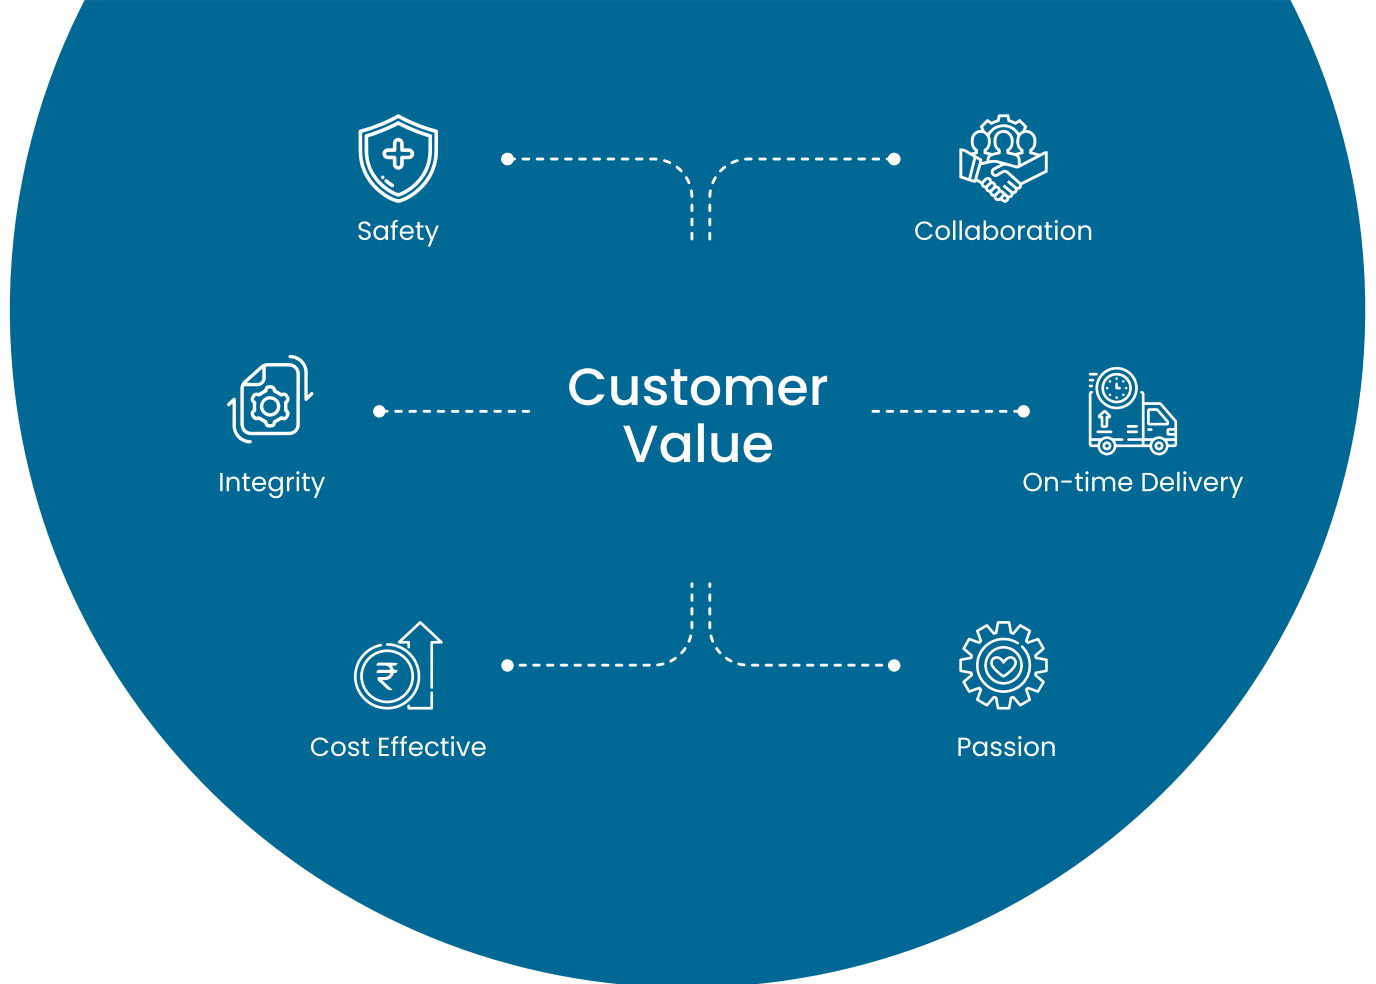 Safety
Collaboration
Customer
Value
Integrity
On-time Delivery
₹
Cost Effective
Passion